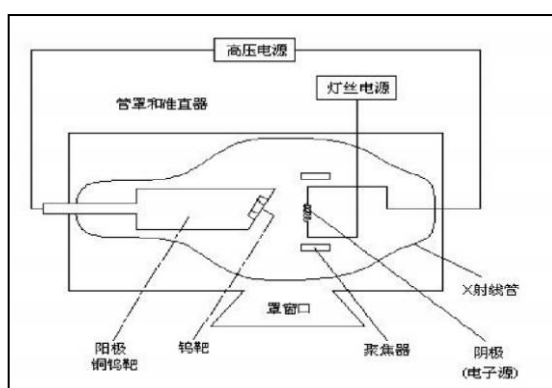 高压电源
灯丝电源
管罩和准直器
X射线管
罩窗口
阳极
铜钨靶
钨靶
聚焦器
阴极
(电子源)